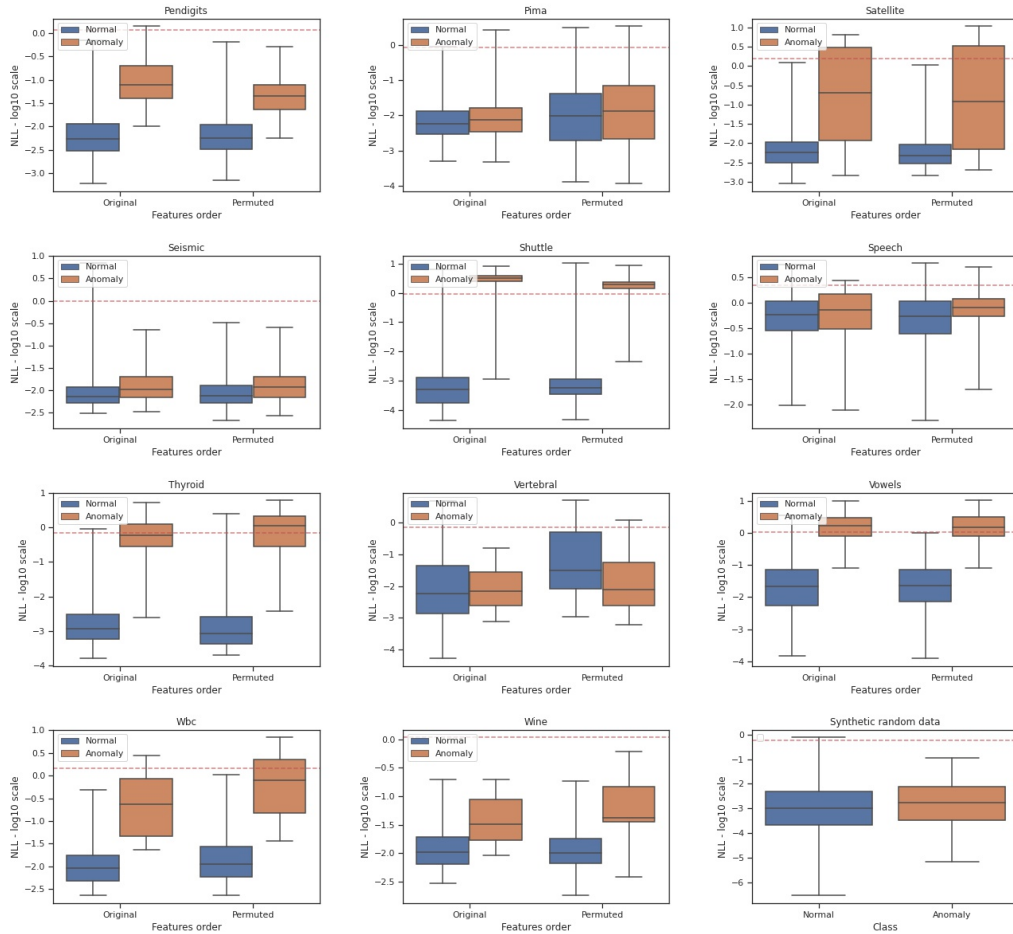 Pendigits
NLL - log10 scale
0.0
−0.5
−1.0
−1.5
−2.0
−2.5
−3.0
Normal
Anomaly
Original
Permuted
Features order
Pima
NLL - log10 scale
0
−1
−2
−3
−4
Normal
Anomaly
Original
Permuted
Features order
Satellite
NLL - log10 scale
1.0
0.5
0.0
−0.5
−1.0
−1.5
−2.0
−2.5
−3.0
Normal
Anomaly
Original
Permuted
Features order
Seismic
NLL - log10 scale
1.0
0.5
0.0
−0.5
−1.0
−1.5
−2.0
−2.5
Normal
Anomaly
Original
Permuted
Features order
Shuttle
NLL - log10 scale
1
0
−1
−2
−3
−4
Normal
Anomaly
Original
Permuted
Features order
Speech
NLL - log10 scale
0.5
0.0
−0.5
−1.0
−1.5
−2.0
Normal
Anomaly
Original
Permuted
Features order
Thyroid
NLL - log10 scale
1
0
−1
−2
−3
−4
Normal
Anomaly
Original
Permuted
Features order
Vertebral
NLL - log10 scale
0
−1
−2
−3
−4
Normal
Anomaly
Original
Permuted
Features order
Vowels
NLL - log10 scale
1
0
−1
−2
−3
−4
Normal
Anomaly
Original
Permuted
Features order
Wbc
NLL - log10 scale
1.0
0.5
0.0
−0.5
−1.0
−1.5
−2.0
−2.5
Normal
Anomaly
Original
Permuted
Features order
Wine
NLL - log10 scale
0.0
−0.5
−1.0
−1.5
−2.0
−2.5
Normal
Anomaly
Original
Permuted
Features order
Synthetic random data
NLL - log10 scale
0
−1
−2
−3
−4
−5
−6
Normal
Anomaly
Class